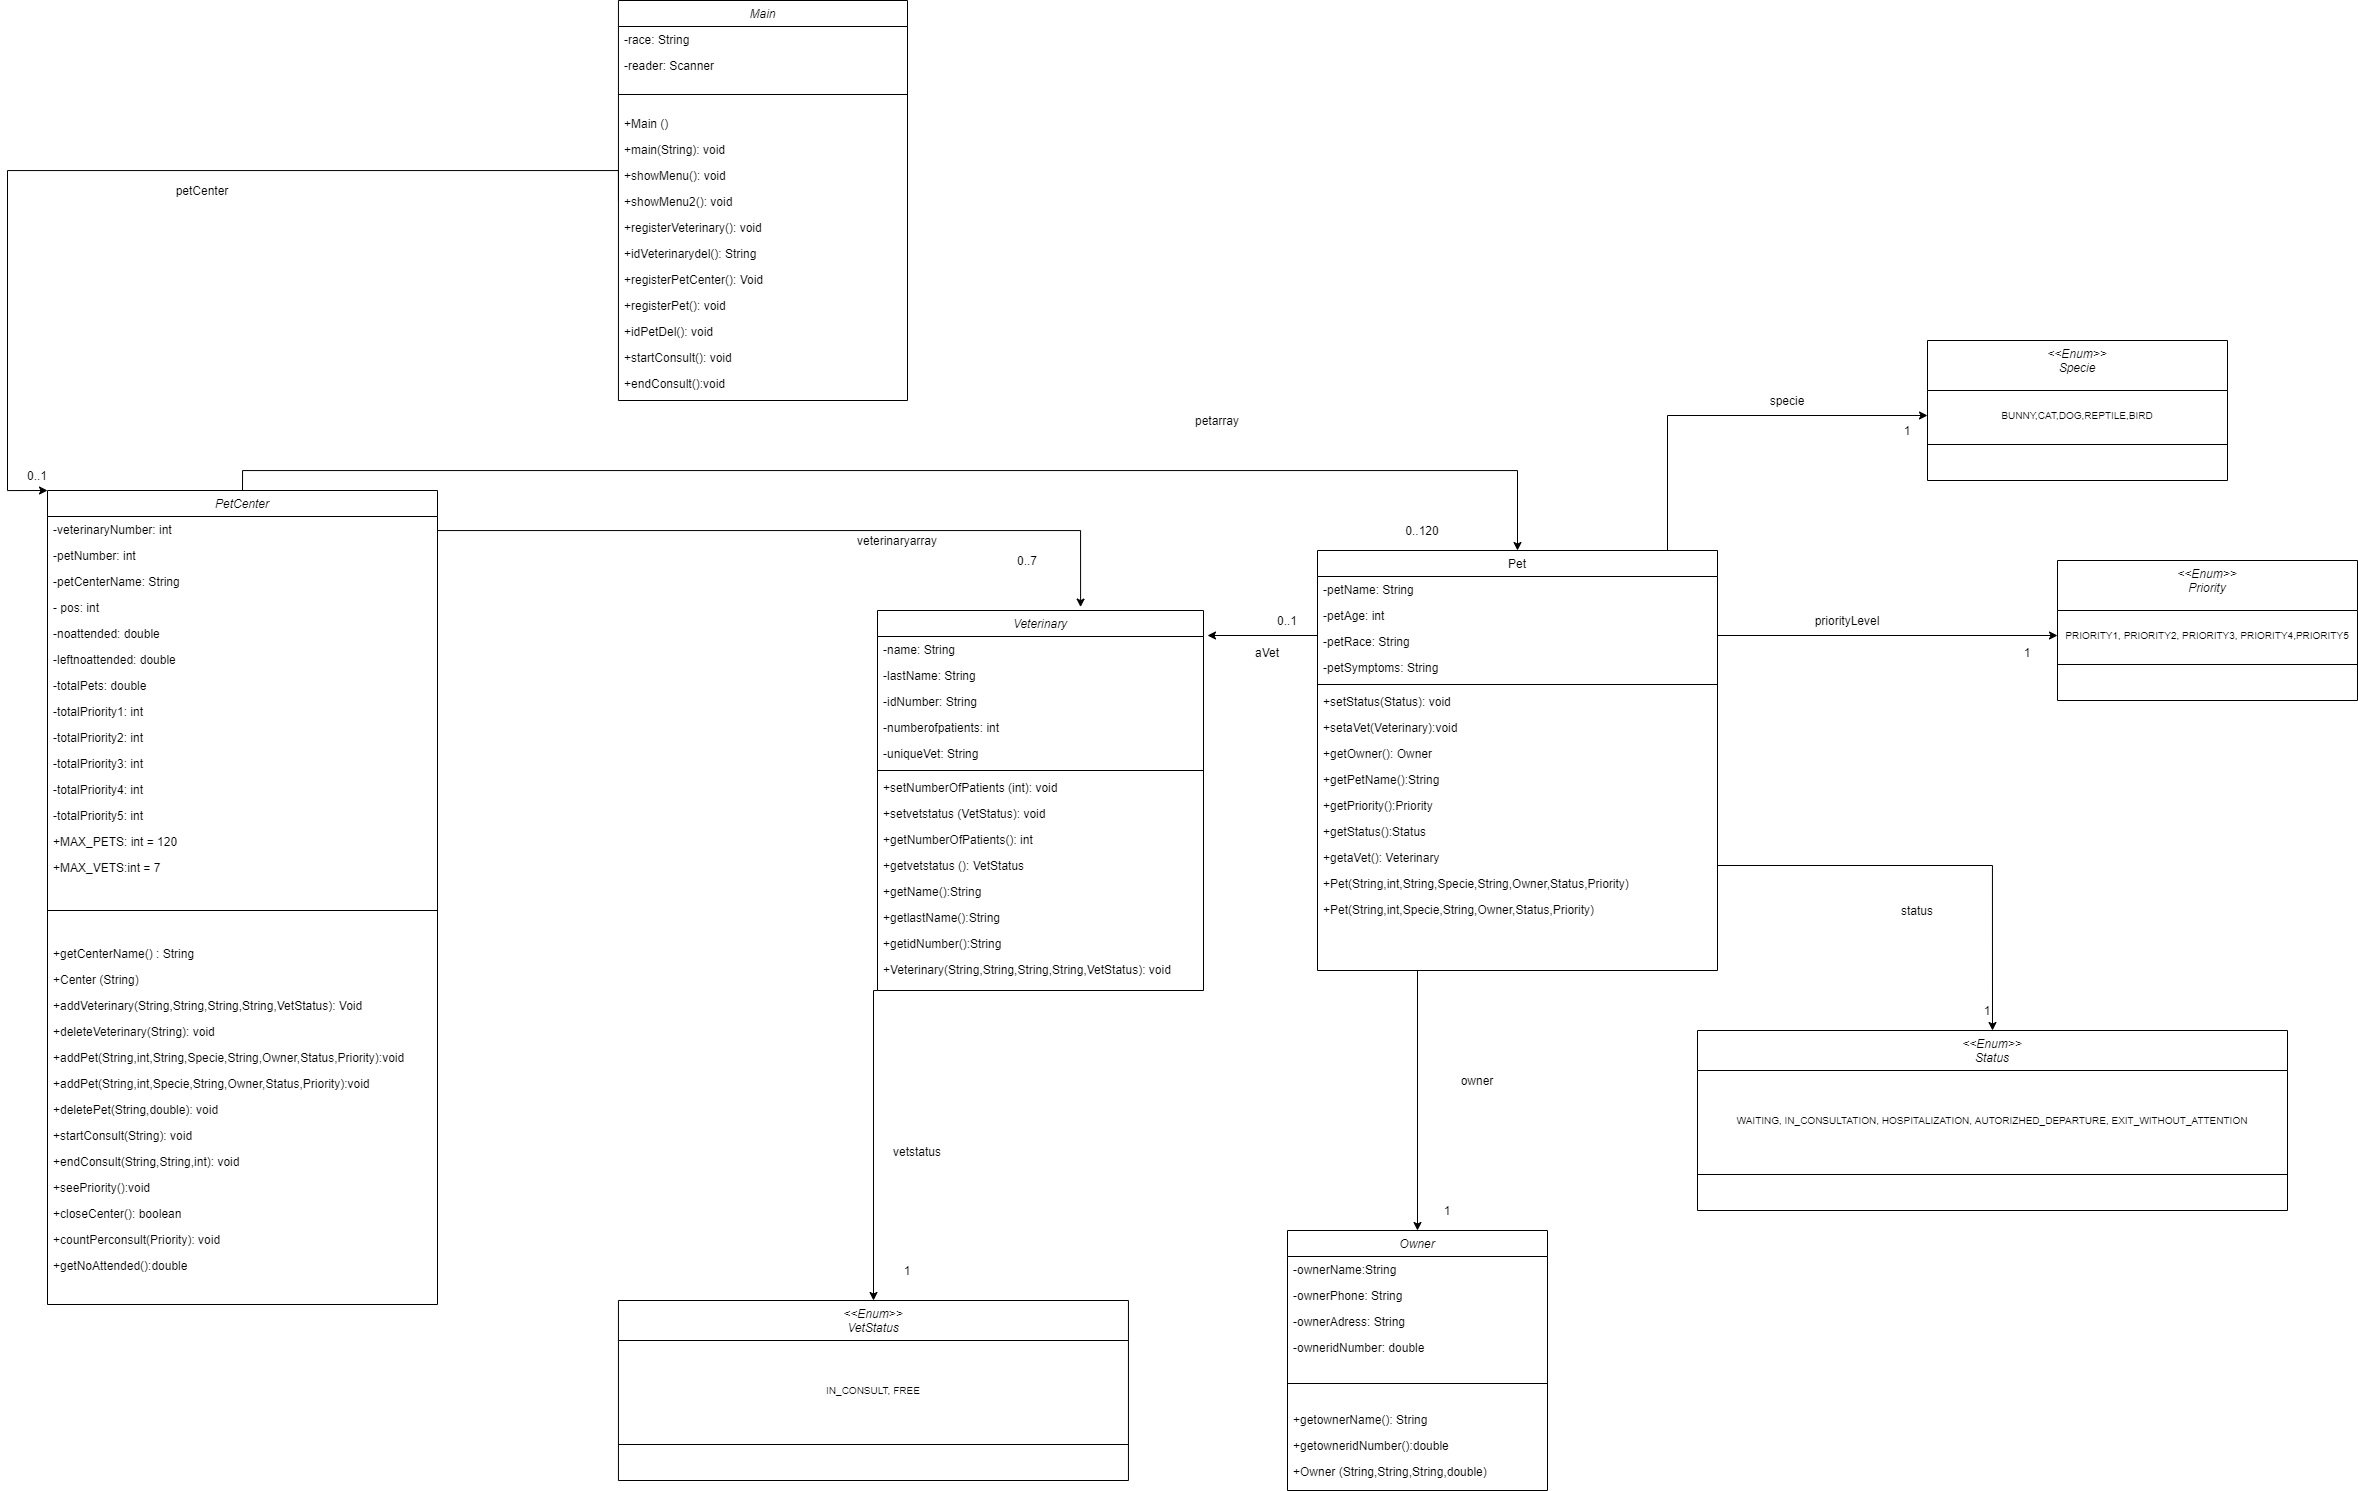 Main
-race: String
-reader: Scanner
+Main ()
+main(String): void
+showMenu(): void
+showMenu2(): void
+registerVeterinary(): void
+idVeterinarydel(): String
+registerPetCenter(): Void
+registerPet(): void
+idPetDel(): void
+startConsult(): void
+endConsult():void
petCenter
0..1
petarray
0..120
veterinaryarray
0..7
PetCenter
-veterinaryNumber: int
-petNumber: int
-petCenterName: String
- pos: int
-noattended: double
-leftnoattended: double
-totalPets: double
-totalPriority1: int
-totalPriority2: int
-totalPriority3: int
-totalPriority4: int
-totalPriority5: int
+MAX_PETS: int = 120
+MAX_VETS:int = 7
+getCenterName() : String
+Center (String)
+addVeterinary(String,String,String,String,VetStatus): Void
+deleteVeterinary(String): void
+addPet(String,int,String,Specie,String,Owner,Status,Priority):void
+addPet(String,int,Specie,String,Owner,Status,Priority):void
+deletePet(String,double): void
+startConsult(String): void
+endConsult(String,String,int): void
+seePriority():void
+closeCenter(): boolean
+countPerconsult(Priority): void
+getNoAttended():double
Veterinary
-name: String
-lastName: String
-idNumber: String
-numberofpatients: int
-uniqueVet: String
+setNumberOfPatients (int): void
+setvetstatus (VetStatus): void
+getNumberOfPatients(): int
+getvetstatus (): VetStatus
+getName():String
+getlastName():String
+getidNumber():String
+Veterinary(String,String,String,String,VetStatus): void
0..1
aVet
Pet
-petName: String
-petAge: int
-petRace: String
-petSymptoms: String
+setStatus(Status): void
+setaVet(Veterinary):void
+getOwner(): Owner
+getPetName():String
+getPriority():Priority
+getStatus():Status
+getaVet(): Veterinary
+Pet(String,int,String,Specie,String,Owner,Status,Priority)
+Pet(String,int,Specie,String,Owner,Status,Priority)
specie
1
<<Enum>>
Specie
BUNNY,CAT,DOG,REPTILE,BIRD
priorityLevel
1
<<Enum>>
Priority
PRIORITY1, PRIORITY2, PRIORITY3, PRIORITY4,PRIORITY5
status
1
<<Enum>>
Status
WAITING, IN_CONSULTATION, HOSPITALIZATION, AUTORIZHED_DEPARTURE, EXIT_WITHOUT_ATTENTION
vetstatus
1
<<Enum>>
VetStatus
IN_CONSULT, FREE
owner
1
Owner
-ownerName:String
-ownerPhone: String
-ownerAdress: String
-owneridNumber: double
+getownerName(): String
+getowneridNumber():double
+Owner (String,String,String,double)